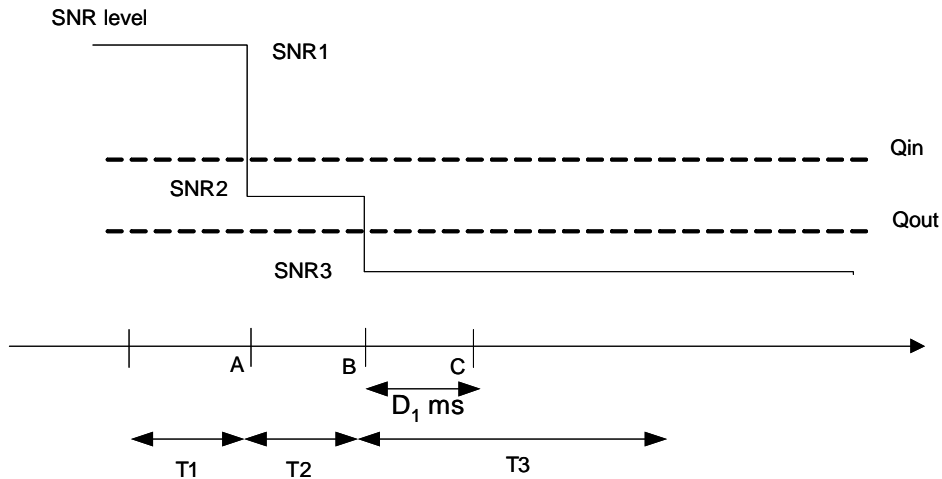 SNR level
SNR1
Qin
SNR2
Qout
SNR3
A
B
C
D1 ms
T1
T2
T3